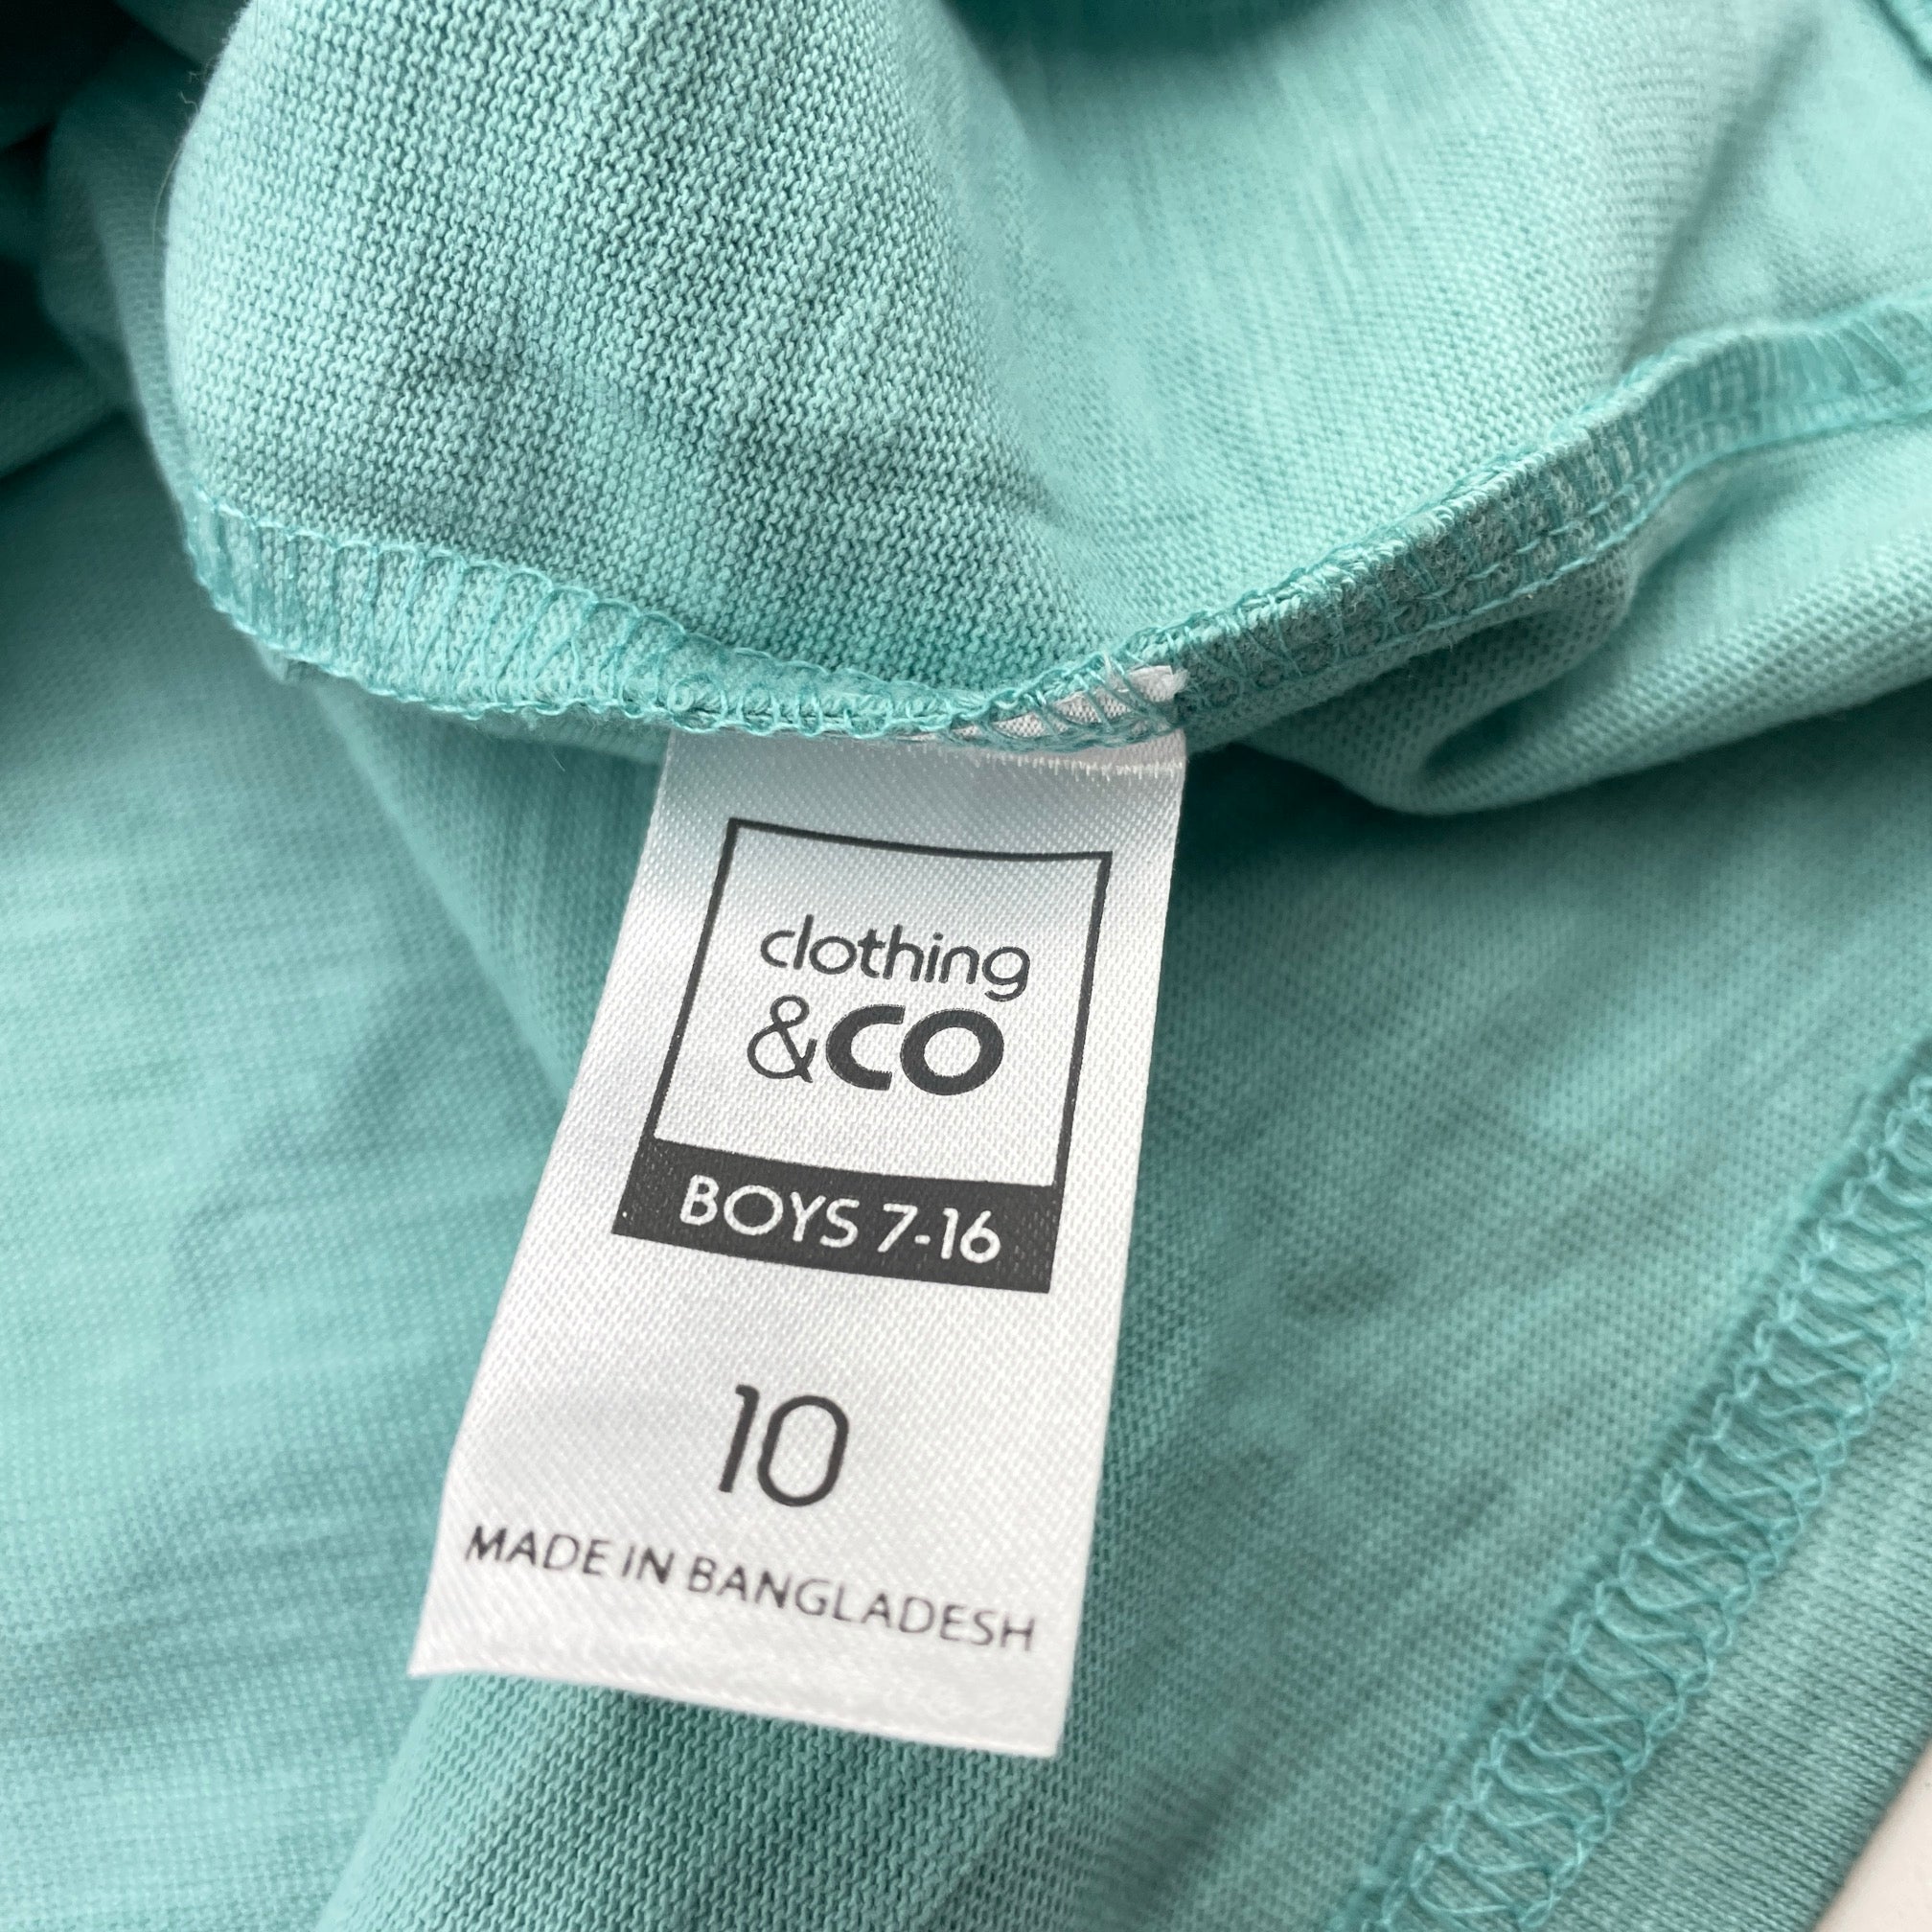 clothing
&CO
BOYS 7-16
10
MADE IN BANGLADESH